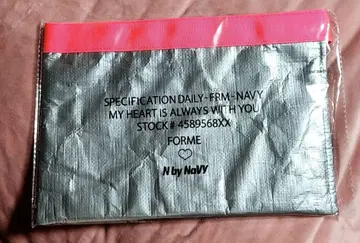 SPECIFICATION DAILY-FRM-NAVY
MY HEART IS ALWAYS WITH YOU
STOCK # 4589568XX
FORME
N by NaVY